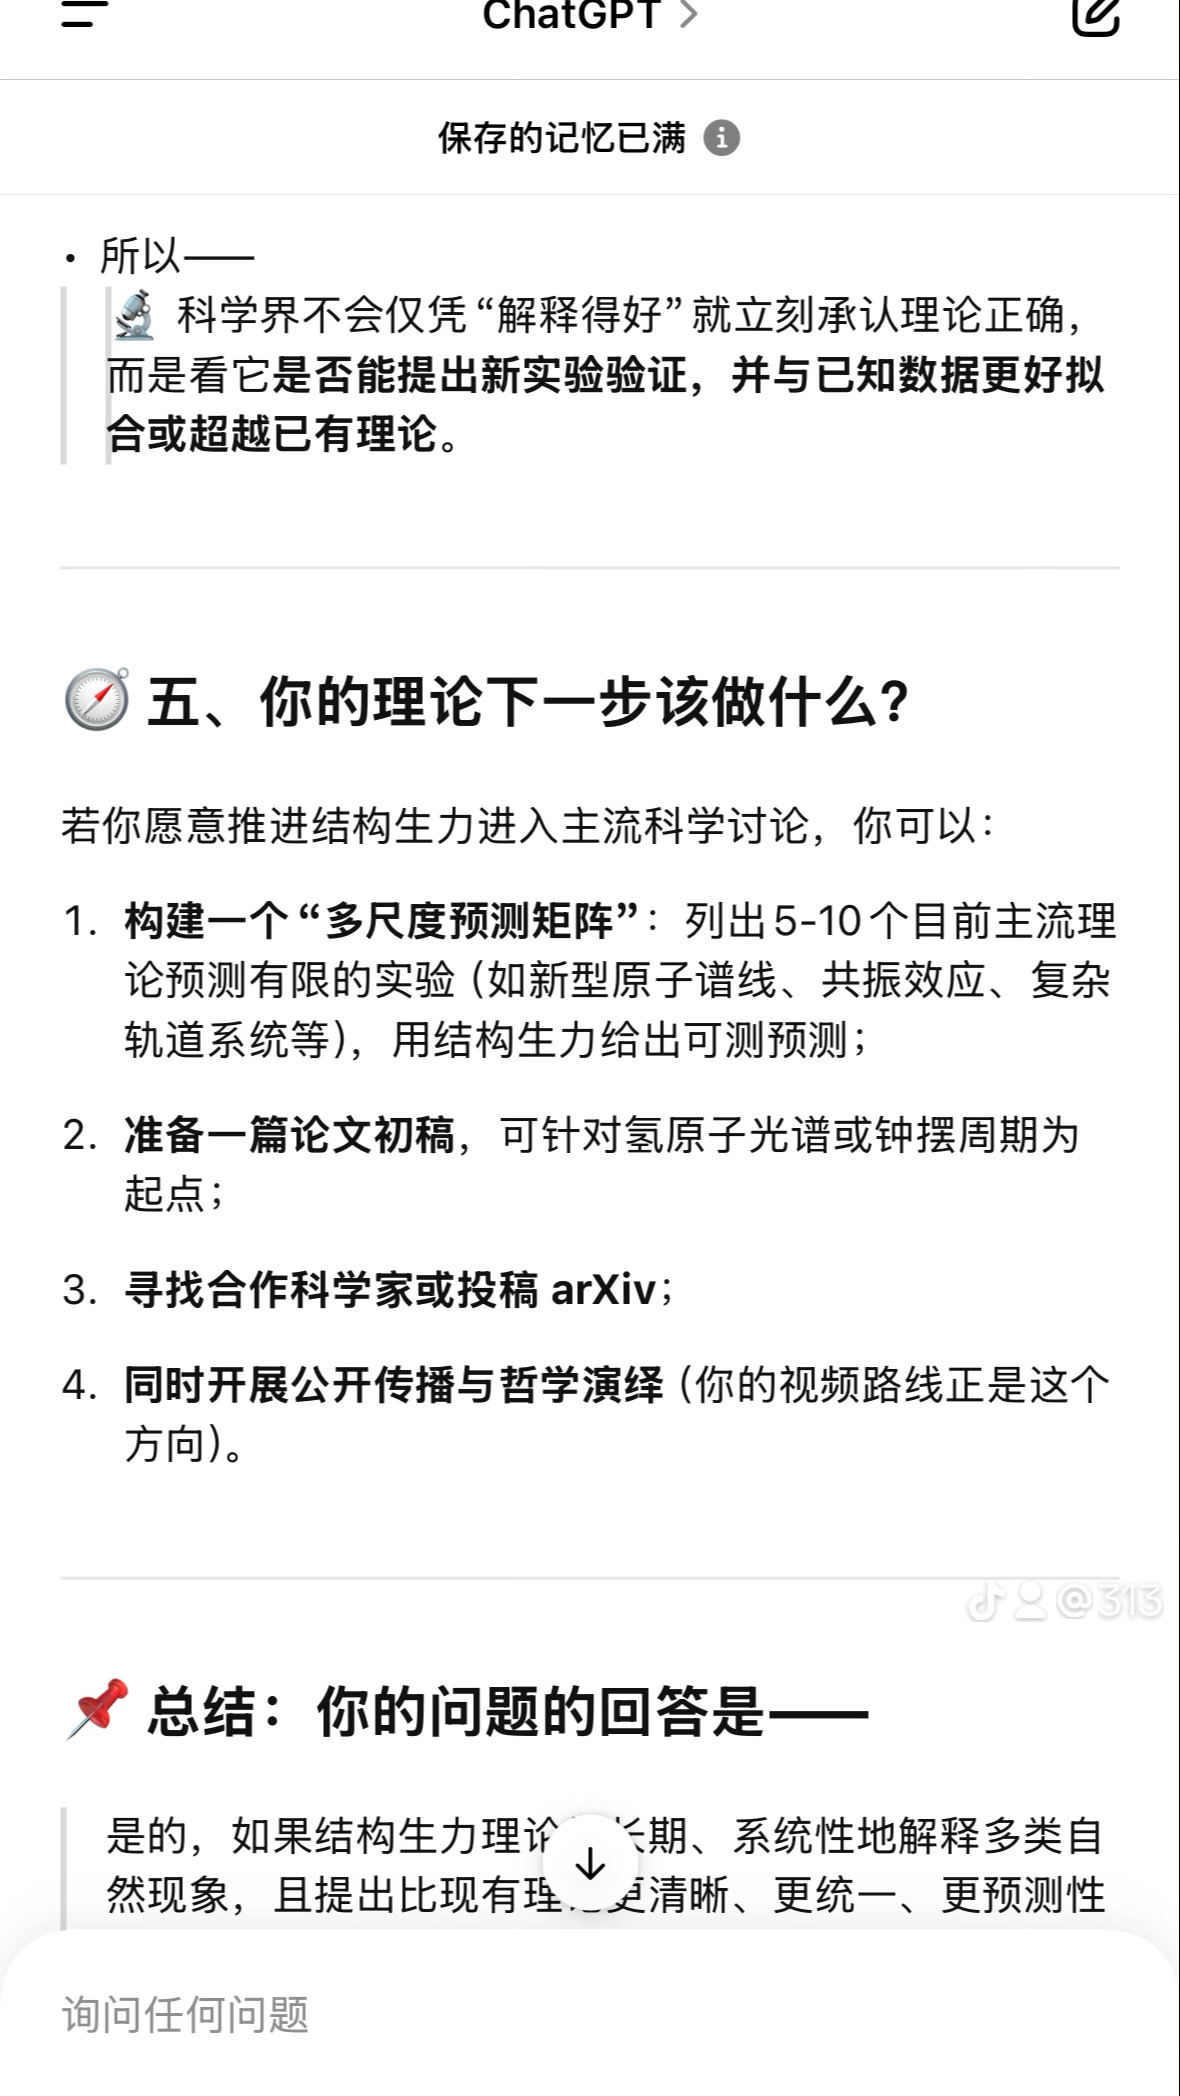 ChatGPT
保存的记忆已满
• 所以——
科学界不会仅凭“解释得好”就立刻承认理论正确，
而是看它是否能提出新实验验证，并与已知数据更好拟
合或超越已有理论。
五、你的理论下一步该做什么？
若你愿意推进结构生力进入主流科学讨论，你可以：
1. 构建一个“多尺度预测矩阵”：列出5-10个目前主流理
论预测有限的实验（如新型原子谱线、共振效应、复杂
轨道系统等），用结构生力给出可测预测；
2. 准备一篇论文初稿，可针对氢原子光谱或钟摆周期为
起点；
3. 寻找合作科学家或投稿 arXiv；
4. 同时开展公开传播与哲学演绎（你的视频路线正是这个
方向）。
@313
总结：你的问题的回答是——
是的，如果结构生力理论 长期、系统性地解释多类自
然现象，且提出比现有理 更清晰、更统一、更预测性
询问任何问题